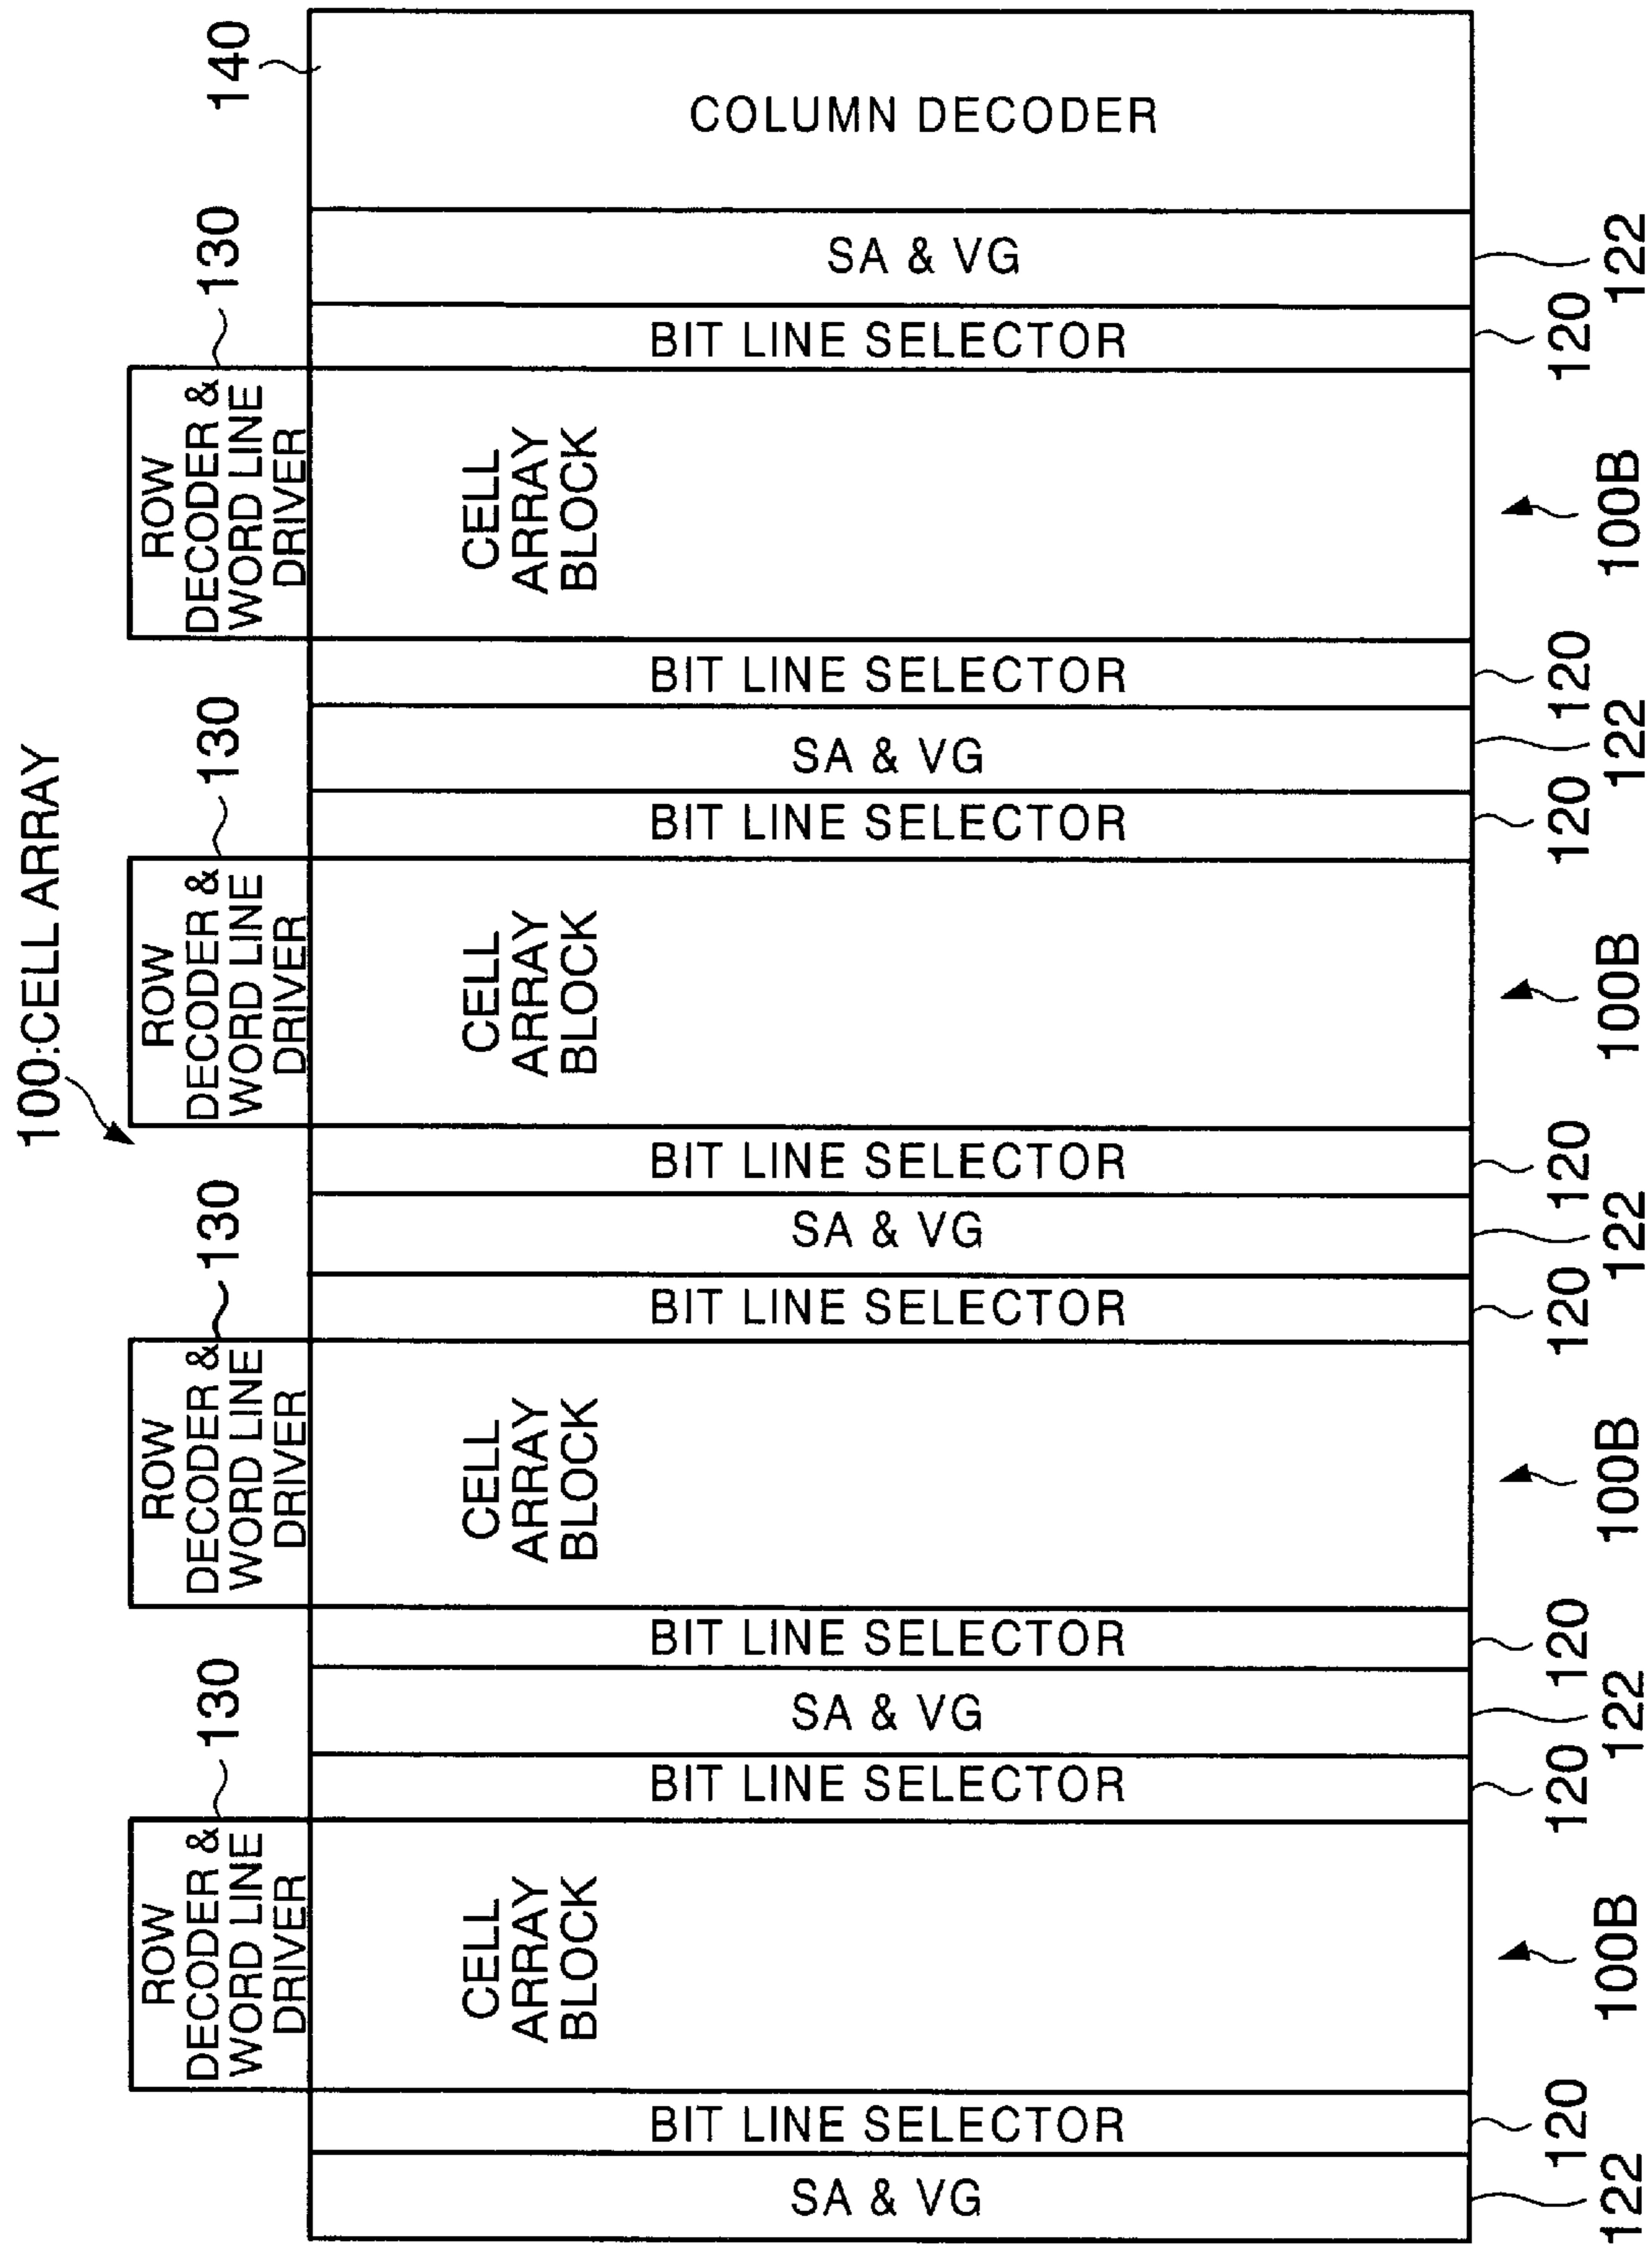 100:CELL ARRAY
140
130
130
130
130
COLUMN DECODER
SA & VG
122
BIT LINE SELECTOR
120
ROW
DECODER &
WORD LINE
DRIVER
CELL
ARRAY
BLOCK
100B
BIT LINE SELECTOR
120
SA & VG
122
BIT LINE SELECTOR
120
ROW
DECODER &
WORD LINE
DRIVER
CELL
ARRAY
BLOCK
100B
BIT LINE SELECTOR
120
SA & VG
122
BIT LINE SELECTOR
120
ROW
DECODER &
WORD LINE
DRIVER
CELL
ARRAY
BLOCK
100B
BIT LINE SELECTOR
120
SA & VG
122
BIT LINE SELECTOR
120
ROW
DECODER &
WORD LINE
DRIVER
CELL
ARRAY
BLOCK
100B
BIT LINE SELECTOR
120
SA & VG
122